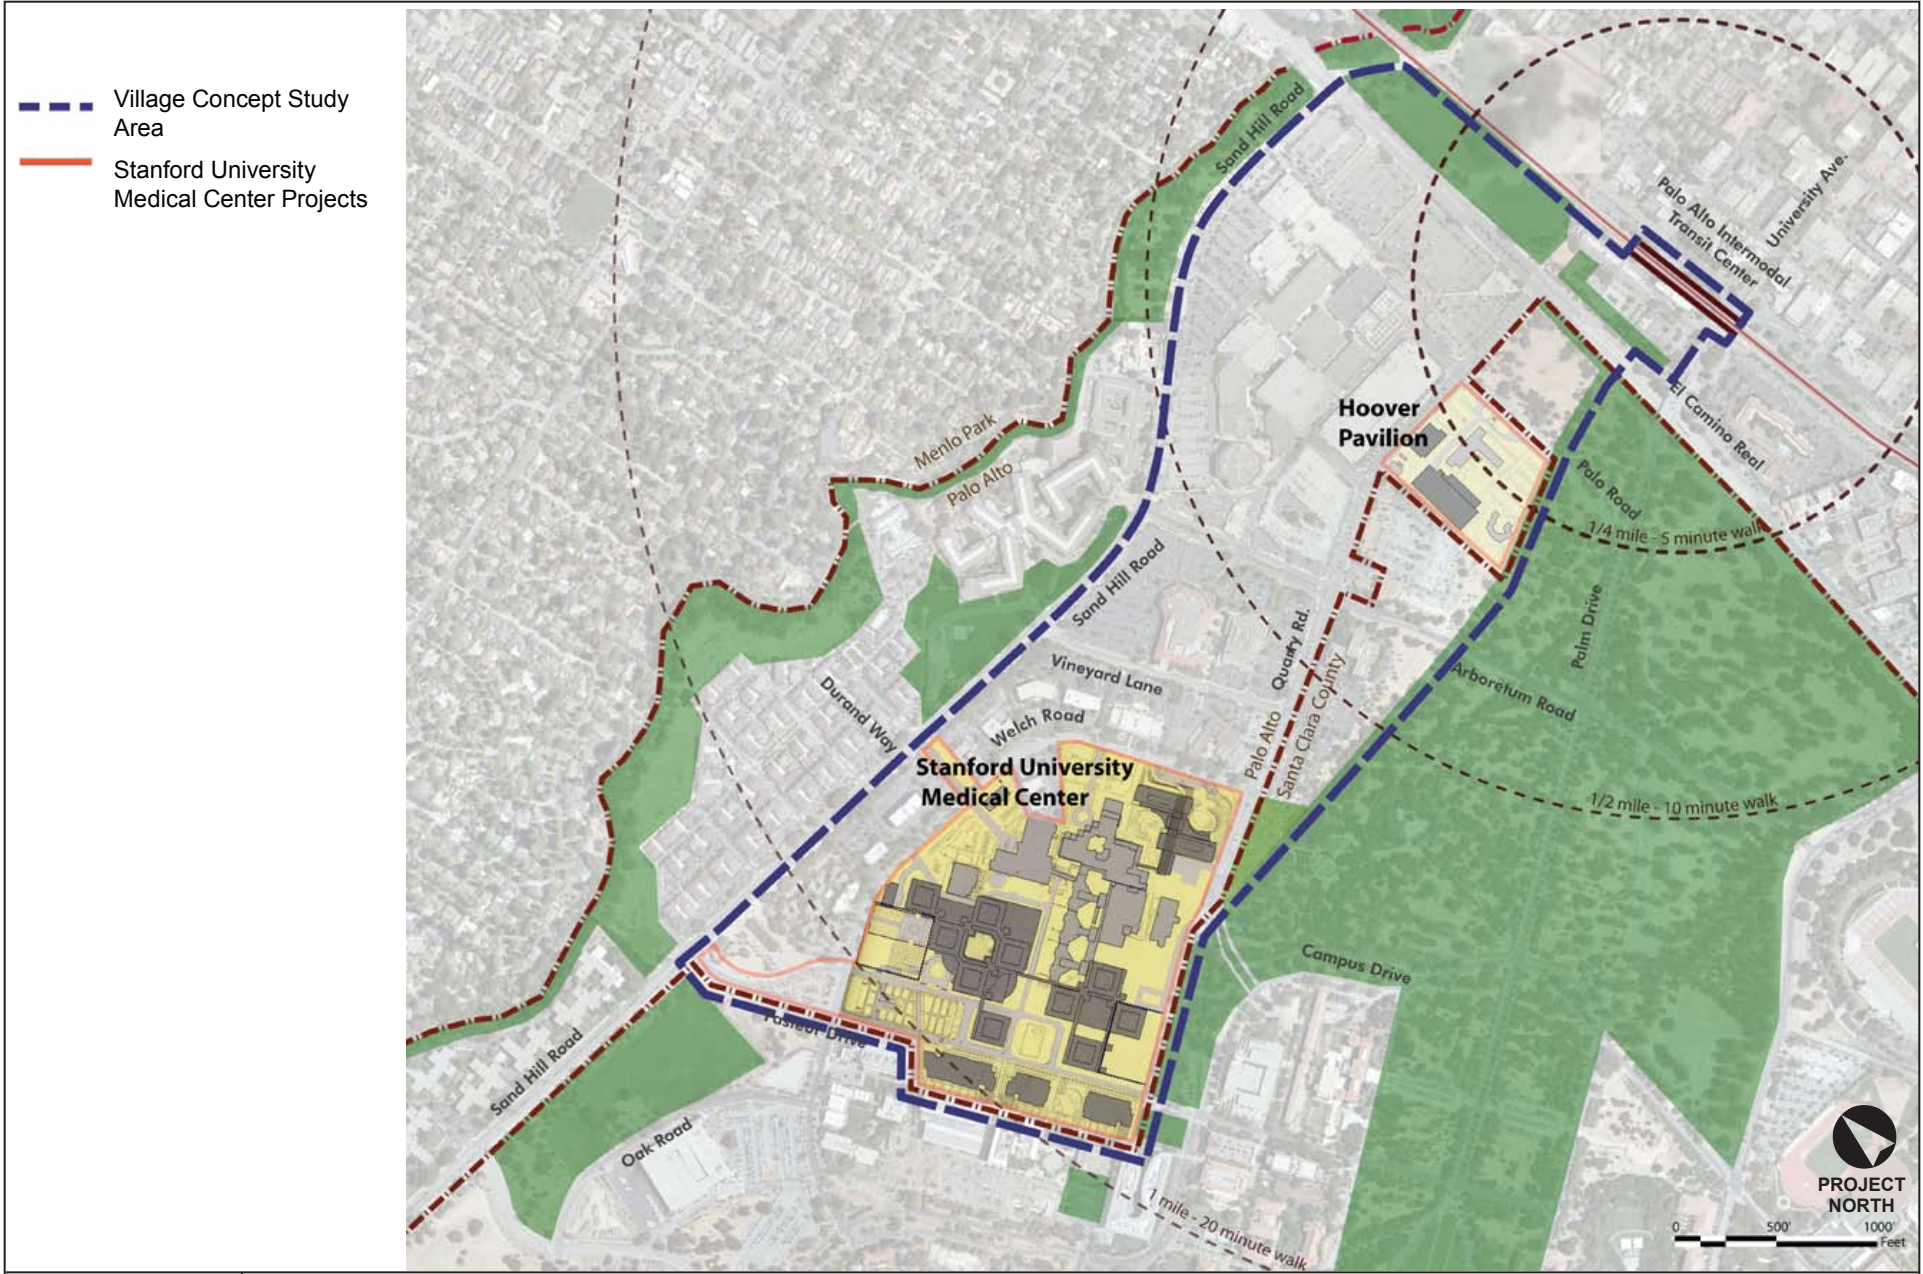 Village Concept Study
Area
Stanford University
Medical Center Projects
Sand Hill Road
University Ave.
Palo Alto Intermodal
Transit Center
El Camino Real
Hoover
Pavilion
Menlo Park
Palo Alto
Palo Road
1/4 mile - 5 minute walk
Sand Hill Road
Palm Drive
Quarry Rd.
Vineyard Lane
Arboretum Road
Durand Way
Welch Road
Palo Alto
Santa Clara County
Stanford University
Medical Center
1/2 mile - 10 minute walk
Campus Drive
Pasteur Drive
Sand Hill Road
Oak Road
1 mile - 20 minute walk
PROJECT
NORTH
0 500' 1000'
Feet